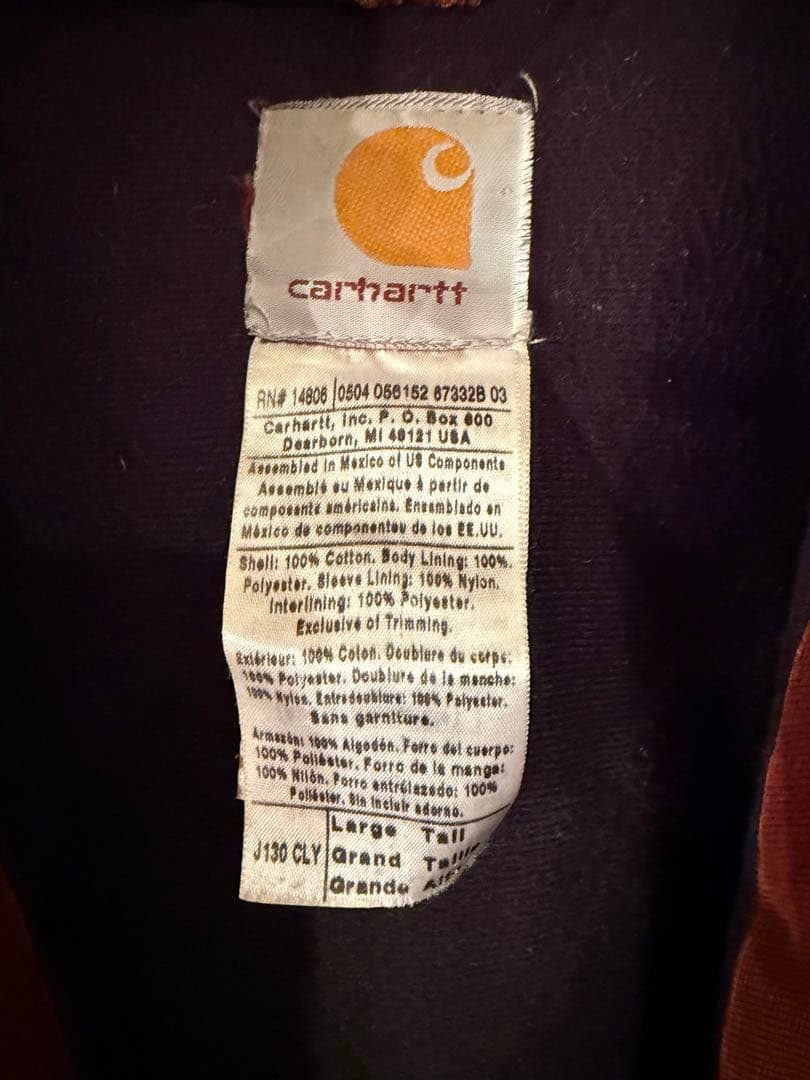 carhartt
RN# 14806 0504 056152 67332B 03
Carhartt, Inc. P. O. Box 600
Dearborn, MI 48121 USA
Assembled in Mexico of US Components
Assemblé au Mexique à partir de
composants américains. Ensamblado en
México de componentes de los EE.UU.
Shell: 100% Cotton. Body Lining: 100%
Polyester. Sleeve Lining: 100% Nylon.
Interlining: 100% Polyester.
Exclusive of Trimming.
Extérieur: 100% Coton. Doublure du corps:
100% Polyester. Doublure de la manche:
100% Nylon. Entredoublure: 100% Polyester.
Sans garniture.
Armazón: 100% Algodón. Forro del cuerpo:
100% Poliéster. Forro de la manga:
100% Nilón. Forro entrelazado: 100%
Poliéster. Sin incluir adorno.
J130 CLY
Large Tall
Grand Taille
Grande